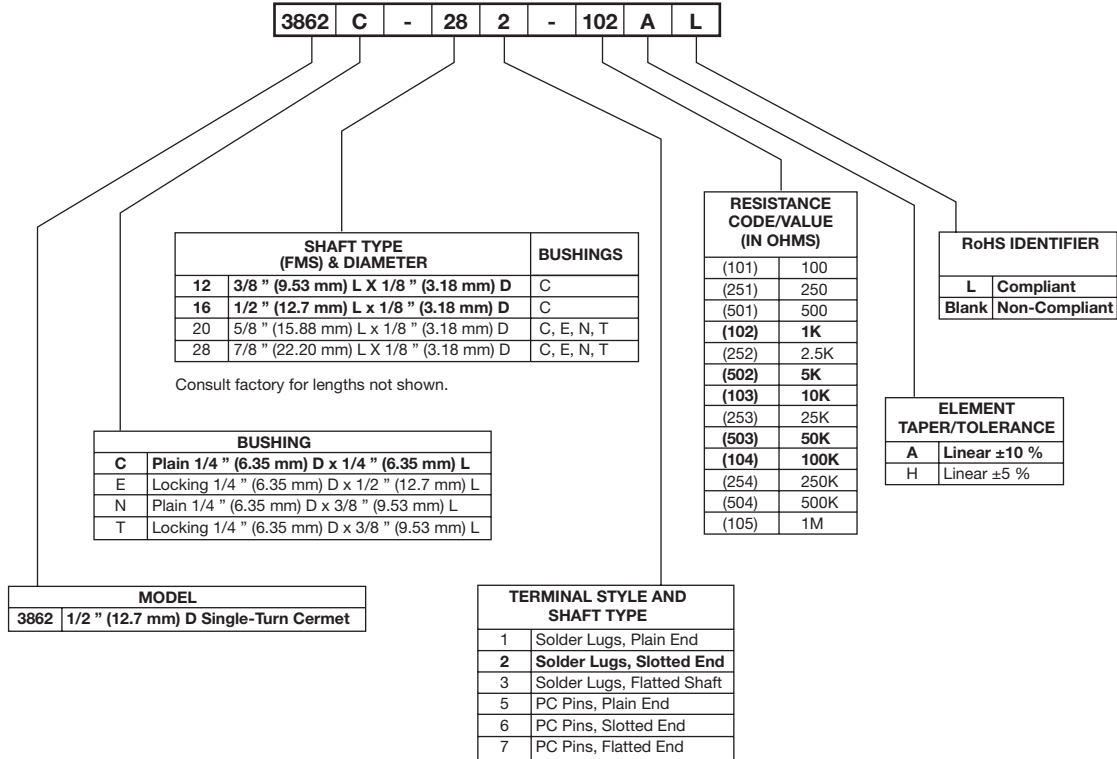 3862 C - 28 2 - 102 A L
SHAFT TYPE
(FMS) & DIAMETER BUSHINGS
12 3/8 ” (9.53 mm) L X 1/8 ” (3.18 mm) D C
16 1/2 ” (12.7 mm) L x 1/8 ” (3.18 mm) D C
20 5/8 ” (15.88 mm) L x 1/8 ” (3.18 mm) D C, E, N, T
28 7/8 ” (22.20 mm) L X 1/8 ” (3.18 mm) D C, E, N, T
Consult factory for lengths not shown.
RESISTANCE
CODE/VALUE
(IN OHMS)
(101) 100
(251) 250
(501) 500
(102) 1K
(252) 2.5K
(502) 5K
(103) 10K
(253) 25K
(503) 50K
(104) 100K
(254) 250K
(504) 500K
(105) 1M
RoHS IDENTIFIER
L Compliant
Blank Non-Compliant
ELEMENT
TAPER/TOLERANCE
A Linear ±10 %
H Linear ±5 %
BUSHING
C Plain 1/4 ” (6.35 mm) D x 1/4 ” (6.35 mm) L
E Locking 1/4 ” (6.35 mm) D x 1/2 ” (12.7 mm) L
N Plain 1/4 ” (6.35 mm) D x 3/8 ” (9.53 mm) L
T Locking 1/4 ” (6.35 mm) D x 3/8 ” (9.53 mm) L
MODEL
3862 1/2 ” (12.7 mm) D Single-Turn Cermet
TERMINAL STYLE AND
SHAFT TYPE
1 Solder Lugs, Plain End
2 Solder Lugs, Slotted End
3 Solder Lugs, Flatted Shaft
5 PC Pins, Plain End
6 PC Pins, Slotted End
7 PC Pins, Flatted End